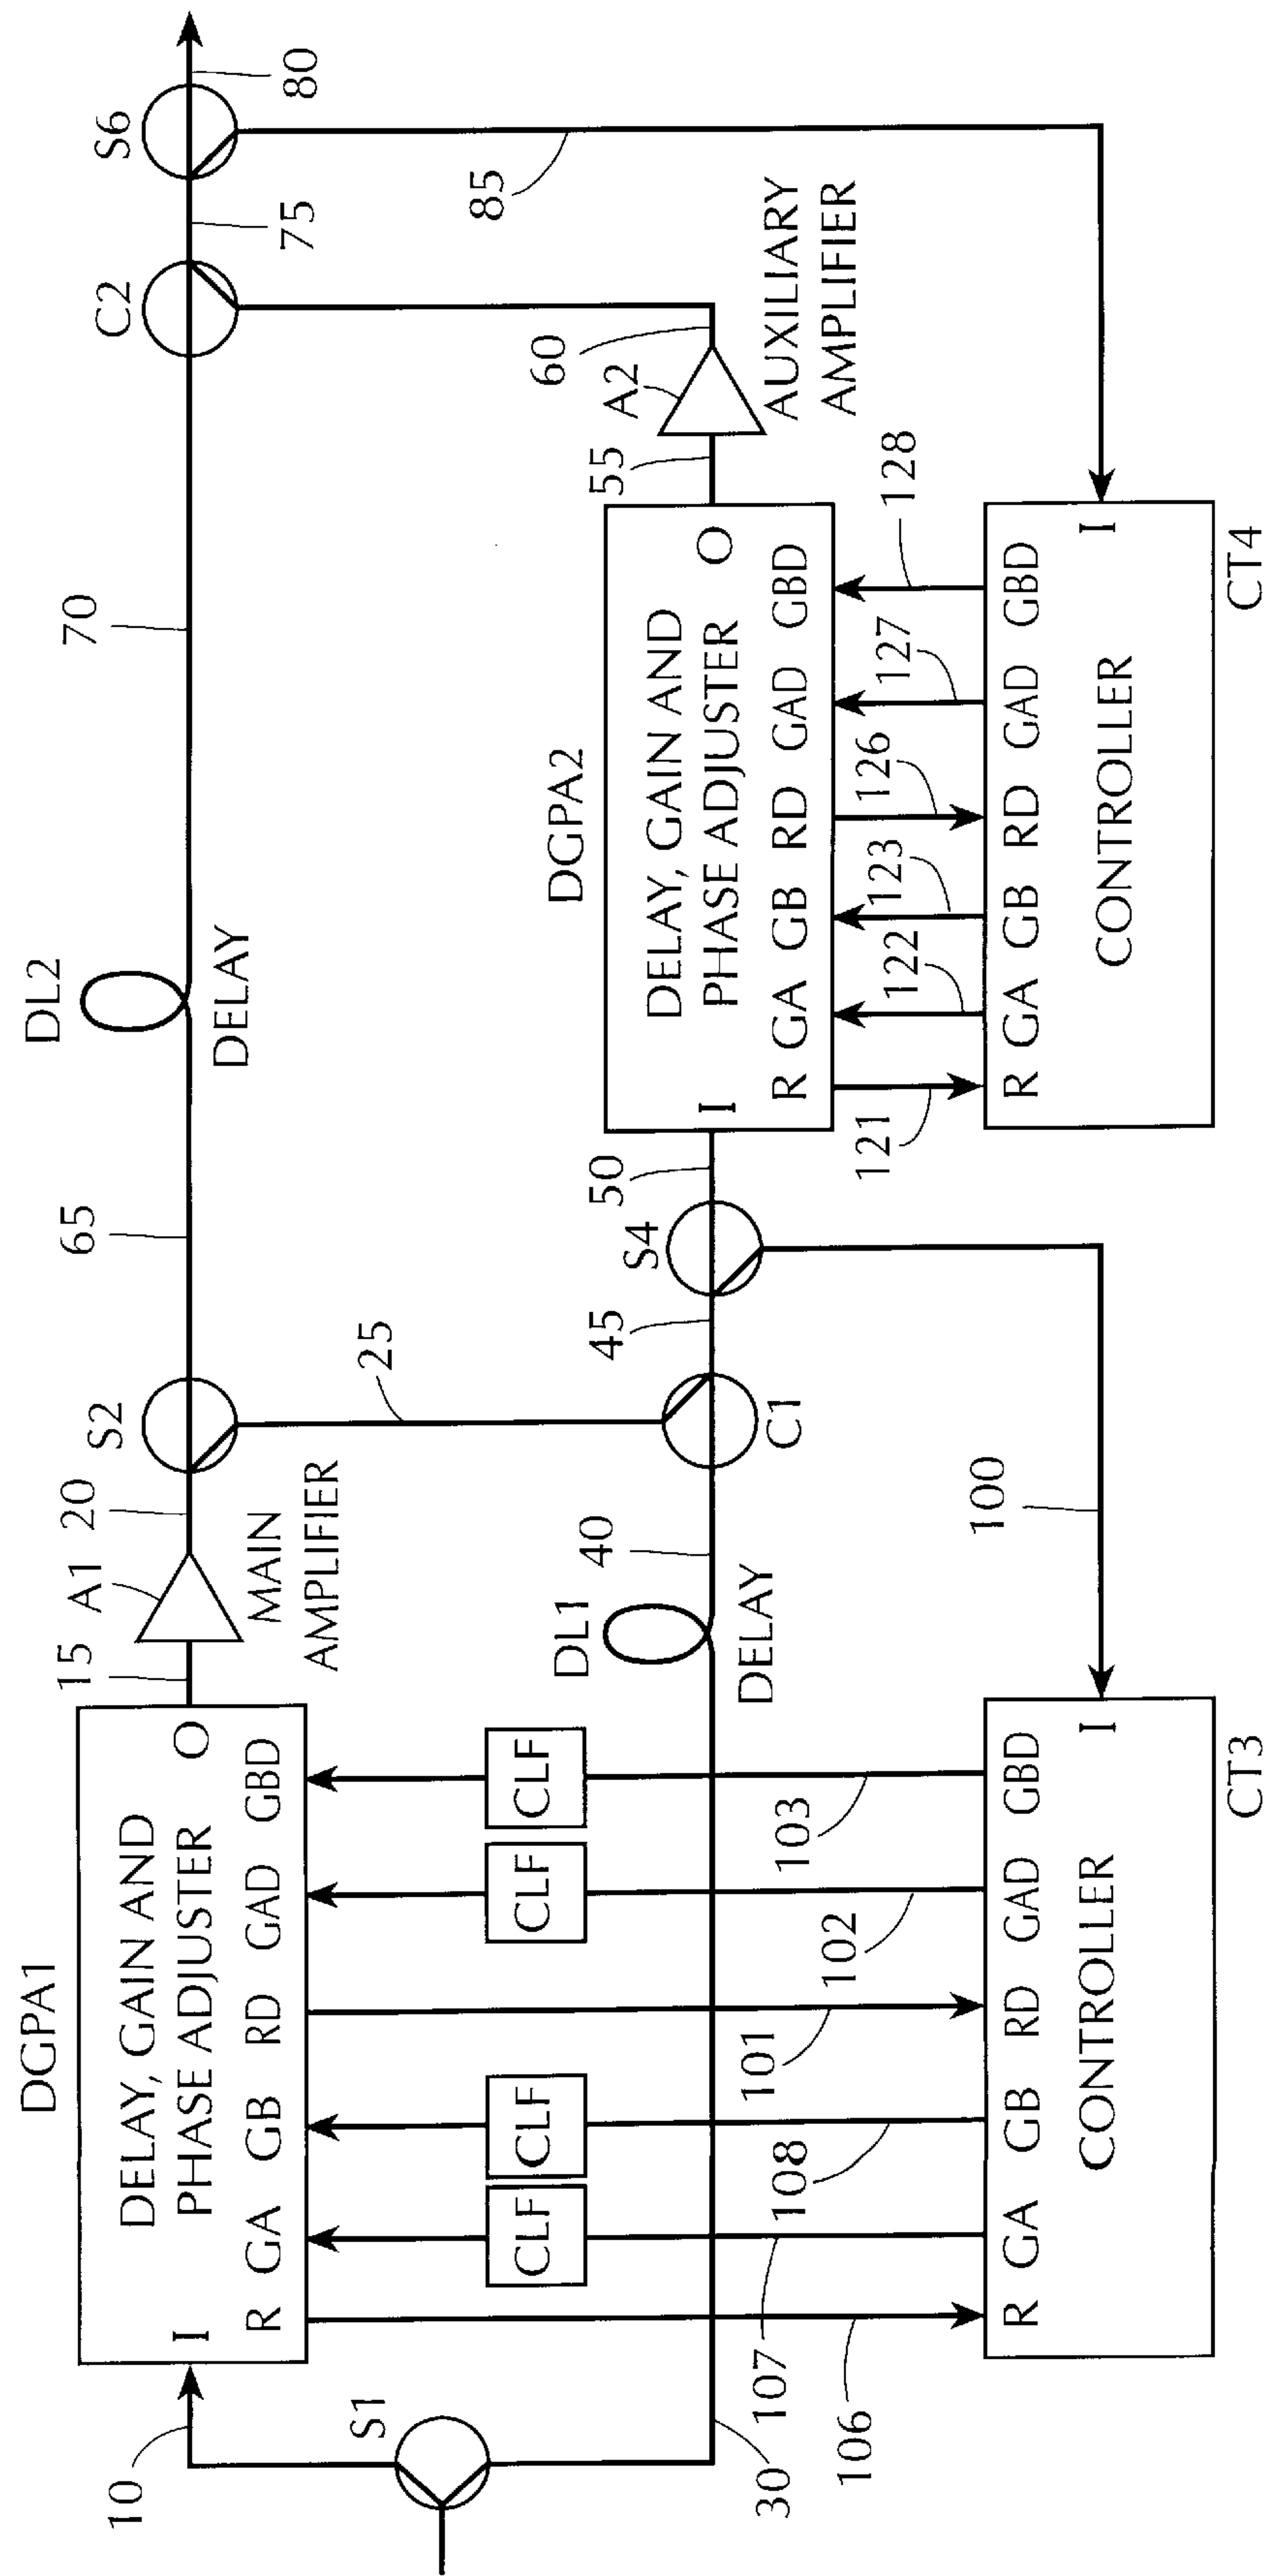 DGPA1
DELAY, GAIN AND
PHASE ADJUSTER
I
O
R GA GB RD GAD GBD
10
S1
15
A1
MAIN
AMPLIFIER
20
S2
65
DL2
DELAY
70
C2
75
S6
80
25
85
CLF
CLF
CLF
CLF
DL1
DELAY
30
40
C1
45
S4
50
DGPA2
DELAY, GAIN AND
PHASE ADJUSTER
I
O
R GA GB RD GAD GBD
55
A2
60
AUXILIARY
AMPLIFIER
106
107
108
101
102
103
100
121
122
123
126
127
128
R GA GB RD GAD GBD
I
CONTROLLER
CT3
R GA GB RD GAD GBD
I
CONTROLLER
CT4